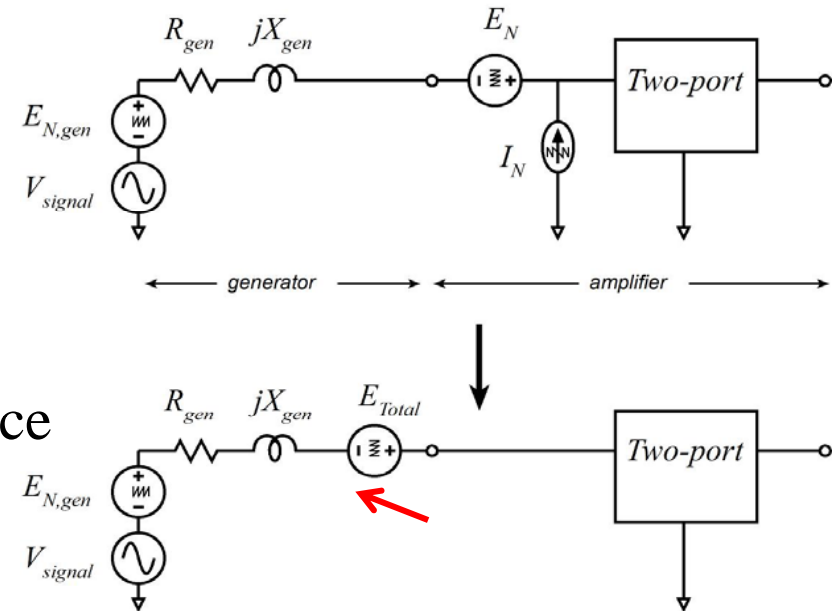 R_gen jX_gen E_N
Two-port
E_N,gen
I_N
V_signal
generator amplifier
ce
R_gen jX_gen E_Total
Two-port
E_N,gen
V_signal